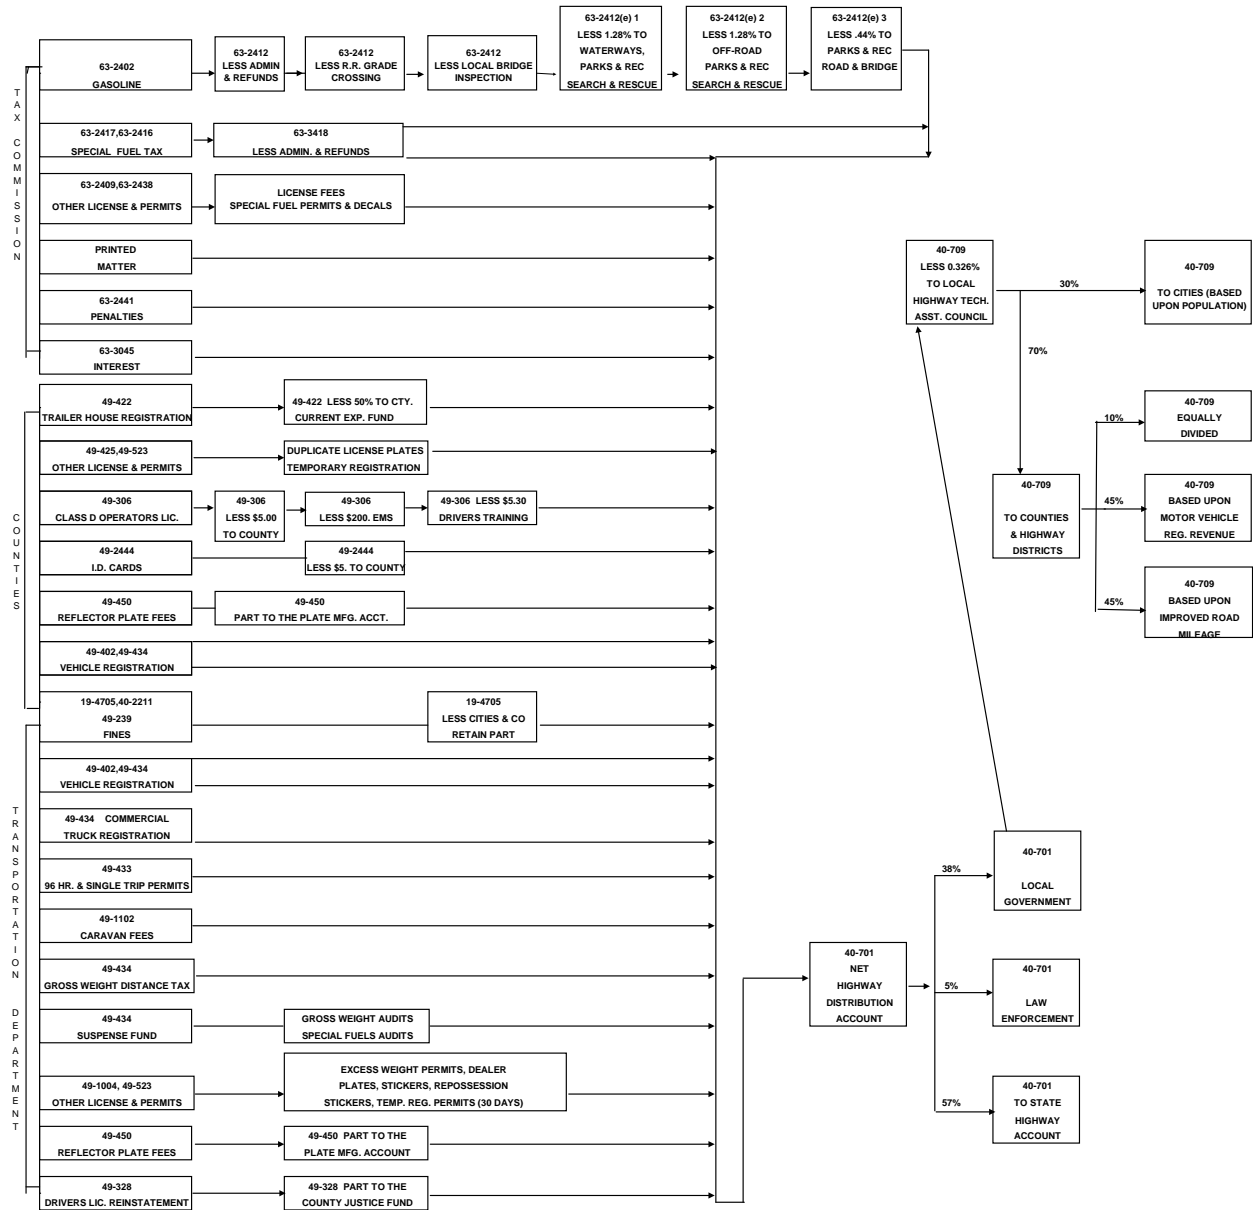 63-2412(e) 1
LESS 1.28% TO
WATERWAYS,
PARKS & REC
SEARCH & RESCUE
63-2412(e) 2
LESS 1.28% TO
OFF-ROAD
PARKS & REC
SEARCH & RESCUE
63-2412(e) 3
LESS .44% TO
PARKS & REC
ROAD & BRIDGE
TAX COMMISSION
63-2402
GASOLINE
63-2412
LESS ADMIN
& REFUNDS
63-2412
LESS R.R. GRADE
CROSSING
63-2412
LESS LOCAL BRIDGE
INSPECTION
63-2417,63-2416
SPECIAL FUEL TAX
63-3418
LESS ADMIN. & REFUNDS
63-2409,63-2438
OTHER LICENSE & PERMITS
LICENSE FEES
SPECIAL FUEL PERMITS & DECALS
PRINTED
MATTER
63-2441
PENALTIES
63-3045
INTEREST
40-709
LESS 0.326%
TO LOCAL
HIGHWAY TECH.
ASST. COUNCIL
30%
40-709
TO CITIES (BASED
UPON POPULATION)
70%
COUNTIES
49-422
TRAILER HOUSE REGISTRATION
49-422 LESS 50% TO CTY.
CURRENT EXP. FUND
49-425,49-523
OTHER LICENSE & PERMITS
DUPLICATE LICENSE PLATES
TEMPORARY REGISTRATION
49-306
CLASS D OPERATORS LIC.
49-306
LESS $5.00
TO COUNTY
49-306
LESS $200. EMS
49-306 LESS $5.30
DRIVERS TRAINING
49-2444
I.D. CARDS
49-2444
LESS $5. TO COUNTY
49-450
REFLECTOR PLATE FEES
49-450
PART TO THE PLATE MFG. ACCT.
49-402,49-434
VEHICLE REGISTRATION
40-709
TO COUNTIES
& HIGHWAY
DISTRICTS
10%
40-709
EQUALLY
DIVIDED
45%
40-709
BASED UPON
MOTOR VEHICLE
REG. REVENUE
45%
40-709
BASED UPON
IMPROVED ROAD
MILEAGE
19-4705,40-2211
49-239
FINES
19-4705
LESS CITIES & CO
RETAIN PART
TRANSPORTATION DEPARTMENT
49-402,49-434
VEHICLE REGISTRATION
49-434 COMMERCIAL
TRUCK REGISTRATION
49-433
96 HR. & SINGLE TRIP PERMITS
49-1102
CARAVAN FEES
49-434
GROSS WEIGHT DISTANCE TAX
49-434
SUSPENSE FUND
GROSS WEIGHT AUDITS
SPECIAL FUELS AUDITS
49-1004, 49-523
OTHER LICENSE & PERMITS
EXCESS WEIGHT PERMITS, DEALER
PLATES, STICKERS, REPOSSESSION
STICKERS, TEMP. REG. PERMITS (30 DAYS)
49-450
REFLECTOR PLATE FEES
49-450 PART TO THE
PLATE MFG. ACCOUNT
49-328
DRIVERS LIC. REINSTATEMENT
49-328 PART TO THE
COUNTY JUSTICE FUND
40-701
NET
HIGHWAY
DISTRIBUTION
ACCOUNT
38%
40-701
LOCAL
GOVERNMENT
5%
40-701
LAW
ENFORCEMENT
57%
40-701
TO STATE
HIGHWAY
ACCOUNT